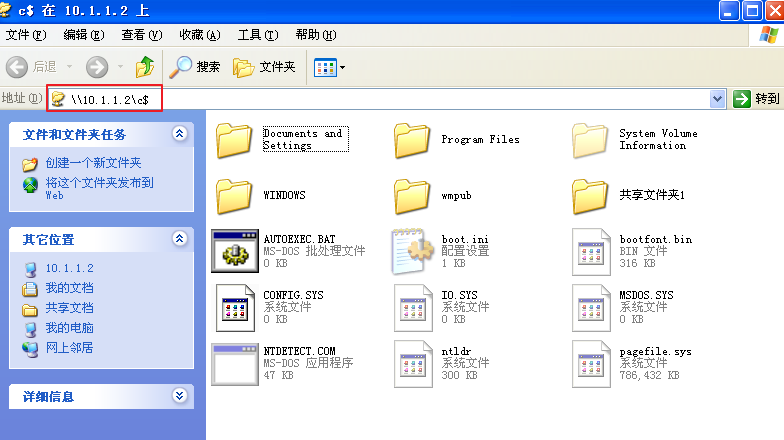 c$ 在 10.1.1.2 上
文件(F) 编辑(E) 查看(V) 收藏(A) 工具(T) 帮助(H)
后退 搜索 文件夹
地址(D) \\10.1.1.2\c$ 转到
文件和文件夹任务
创建一个新文件夹
将这个文件夹发布到
Web
其它位置
10.1.1.2
我的文档
共享文档
我的电脑
网上邻居
详细信息
Documents and
Settings
Program Files
System Volume
Information
WINDOWS
wmpub
共享文件夹1
AUTOEXEC.BAT
MS-DOS 批处理文件
0 KB
boot.ini
配置设置
1 KB
bootfont.bin
BIN 文件
316 KB
CONFIG.SYS
系统文件
0 KB
IO.SYS
系统文件
0 KB
MSDOS.SYS
系统文件
0 KB
NTDETECT.COM
MS-DOS 应用程序
47 KB
ntldr
系统文件
300 KB
pagefile.sys
系统文件
786,432 KB